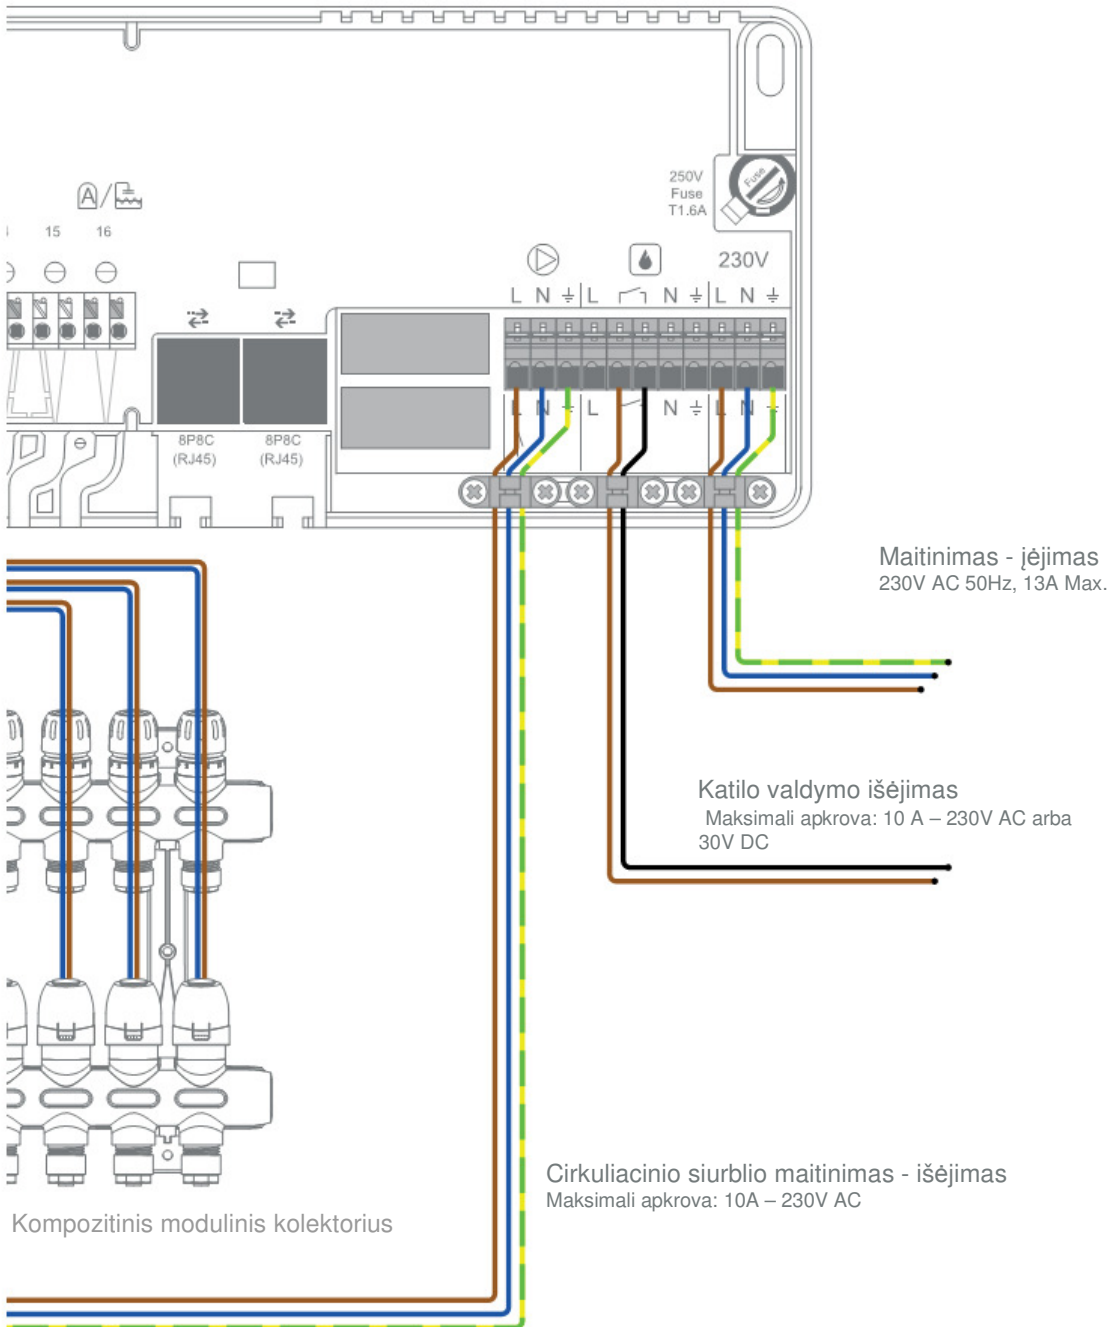 250V
Fuse
T1.6A
Fuse
A/
15 16
230V
L N L N L N
L N L N L N
8P8C
(RJ45)
8P8C
(RJ45)
Maitinimas - įėjimas
230V AC 50Hz, 13A Max.
Katilo valdymo išėjimas
Maksimali apkrova: 10 A – 230V AC arba
30V DC
Cirkuliacinio siurblio maitinimas - išėjimas
Maksimali apkrova: 10A – 230V AC
Kompozitinis modulinis kolektorius